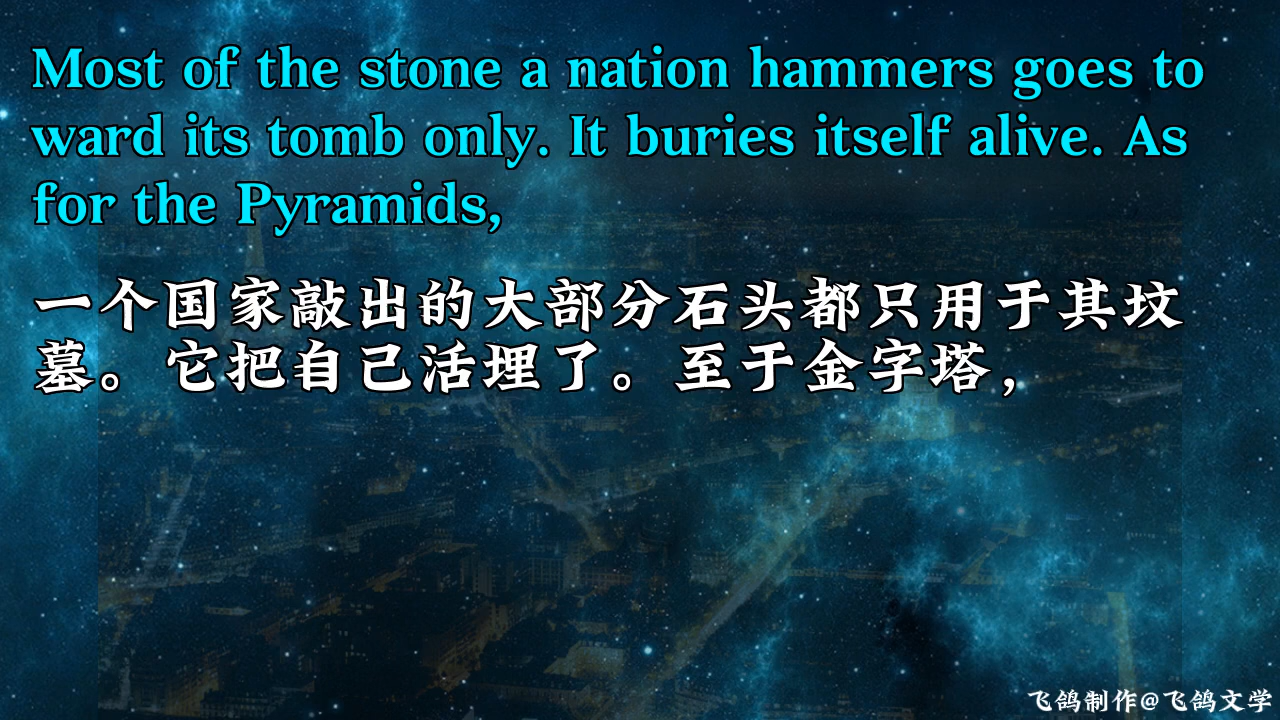 Most of the stone a nation hammers goes to
ward its tomb only. It buries itself alive. As
for the Pyramids,
一个国家敲出的大部分石头都只用于其坟
墓。它把自己活埋了。至于金字塔，
飞鸽制作@飞鸽文学